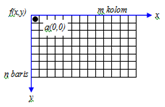 f(x,y)
m kolom
x
a(0,0)
n baris
y